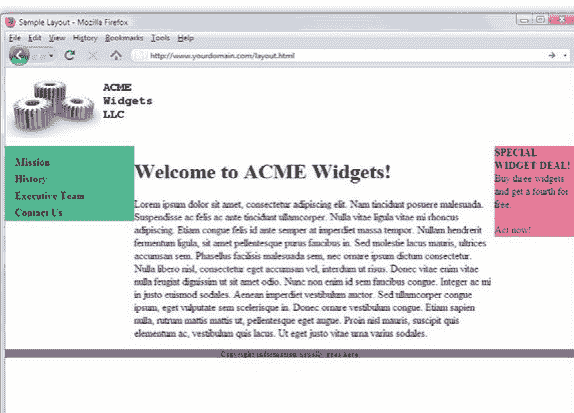 Sample Layout - Mozilla Firefox
File Edit View History Bookmarks Tools Help
http://www.yourdomain.com/layout.html
ACME
Widgets
LLC
Mission
History
Executive Team
Contact Us
Welcome to ACME Widgets!
Lorem ipsum dolor sit amet, consectetur adipiscing elit. Nam tincidunt posuere malesuada.
Suspendisse ac felis ac ante tincidunt ullamcorper. Nulla vitae ligula vitae mi rhoncus
adipiscing. Etiam congue felis id ante semper at imperdiet massa tempor. Nullam hendrerit
fermentum ligula, sit amet pellentesque purus faucibus in. Sed molestie lacus mauris, ultrices
accumsan sem. Phasellus facilisis malesuada sem, nec ornare ipsum dictum consectetur.
Nulla libero nisl, consectetur eget accumsan vel, interdum ut risus. Donec vitae enim vitae
nulla feugiat dignissim ut sit amet odio. Nunc non enim id sem faucibus congue. Integer ac mi
in justo euismod sodales. Aenean imperdiet vestibulum auctor. Sed ullamcorper congue
ipsum, eget vulputate sem scelerisque in. Donec ornare vestibulum congue. Etiam sapien
nulla, rutrum mattis mattis ut, pellentesque eget augue. Proin nisl mauris, suscipit quis
elementum ac, vestibulum quis lacus. Ut eget justo vitae urna varius sodales.
SPECIAL
WIDGET DEAL!
Buy three widgets
and get a fourth for
free.
Act now!
Copyright information usually goes here.